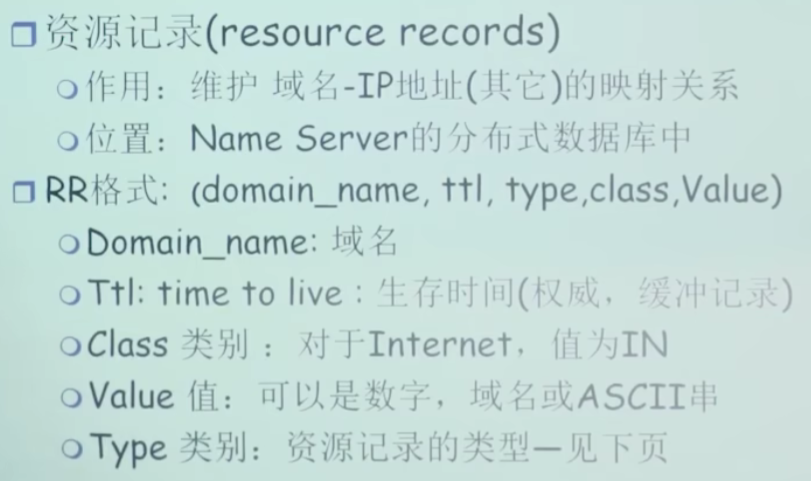 资源记录(resource records)
作用：维护 域名-IP地址(其它)的映射关系
位置：Name Server的分布式数据库中
RR格式：(domain_name, ttl, type,class,Value)
Domain_name: 域名
Ttl: time to live : 生存时间(权威，缓冲记录)
Class 类别 ：对于Internet，值为IN
Value 值：可以是数字，域名或ASCII串
Type 类别：资源记录的类型—见下页